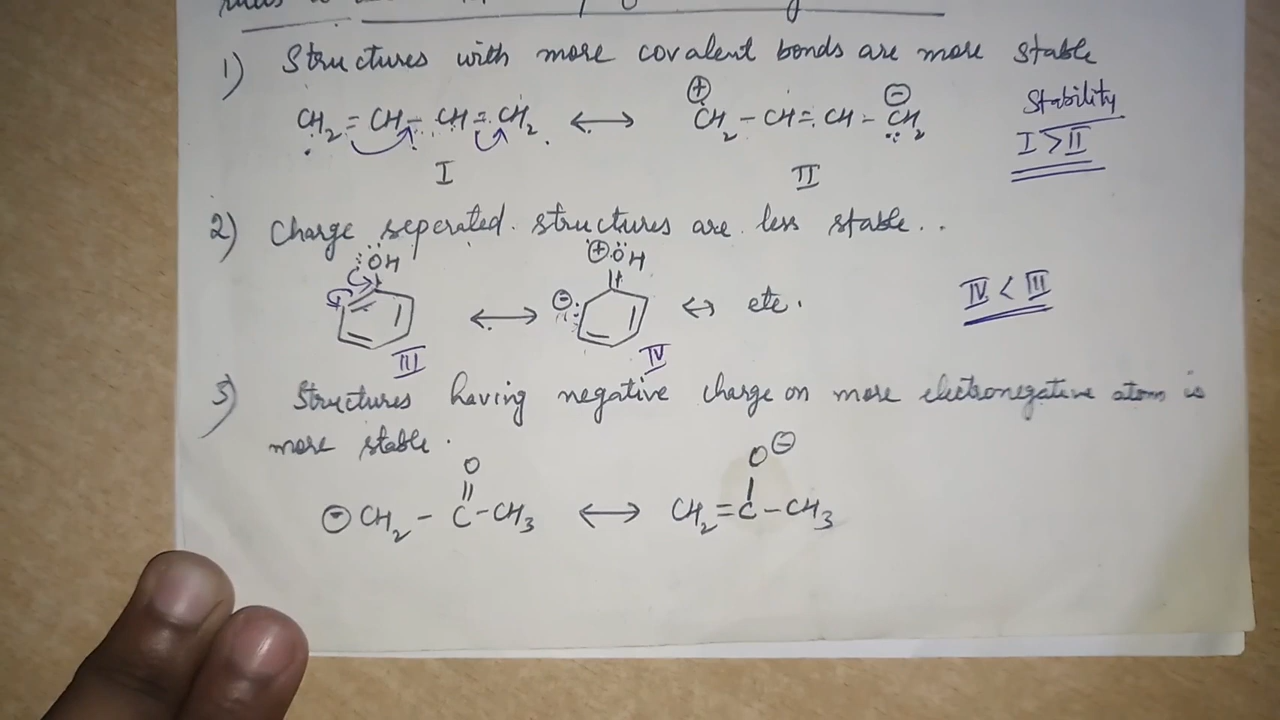 1) Structures with more covalent bonds are more stable
CH2 = CH - CH = CH2 ↔ ⊕CH2 - CH = CH - CH2⊖ Stability
I II I > II
2) Charge seperated. structures are less stable..
ÖH ⊕ÖH
↔ ⊖ ↔ etc. IV < III
III IV
3) Structures having negative charge on more electronegative atom is
more stable.
O O⊖
⊖CH2 - C - CH3 ↔ CH2 = C - CH3